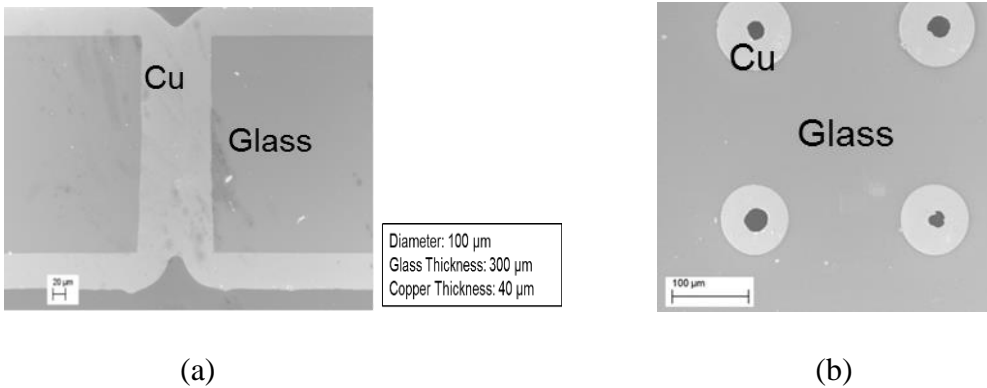 Cu
Glass
20 µm
Diameter: 100 µm
Glass Thickness: 300 µm
Copper Thickness: 40 µm
Cu
Glass
100 µm
(a)
(b)